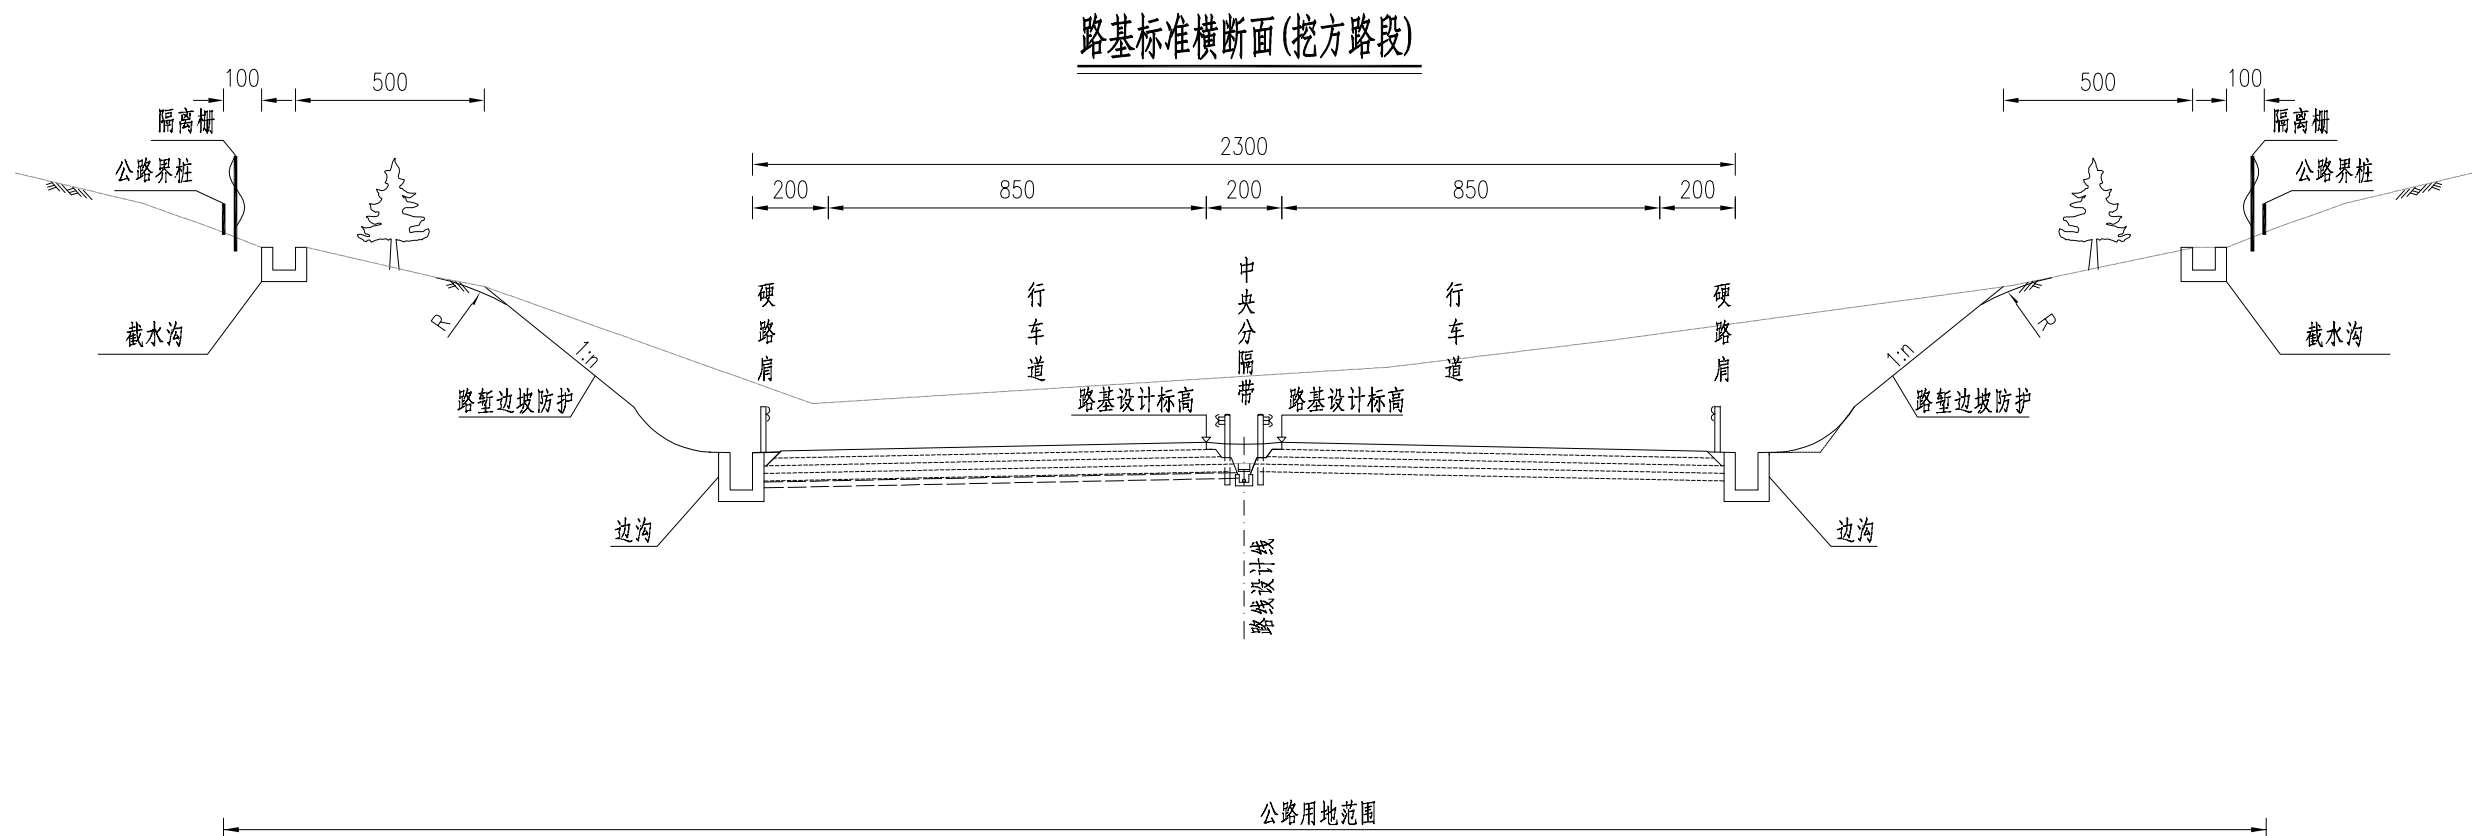 路基标准横断面(挖方路段)
100
500
500
100
隔离栅
隔离栅
2300
公路界桩
公路界桩
200
850
200
850
200
硬路肩
行车道
中央分隔带
行车道
硬路肩
R
R
截水沟
截水沟
1:n
1:n
路堑边坡防护
路基设计标高
路基设计标高
路堑边坡防护
边沟
边沟
路线设计线
公路用地范围